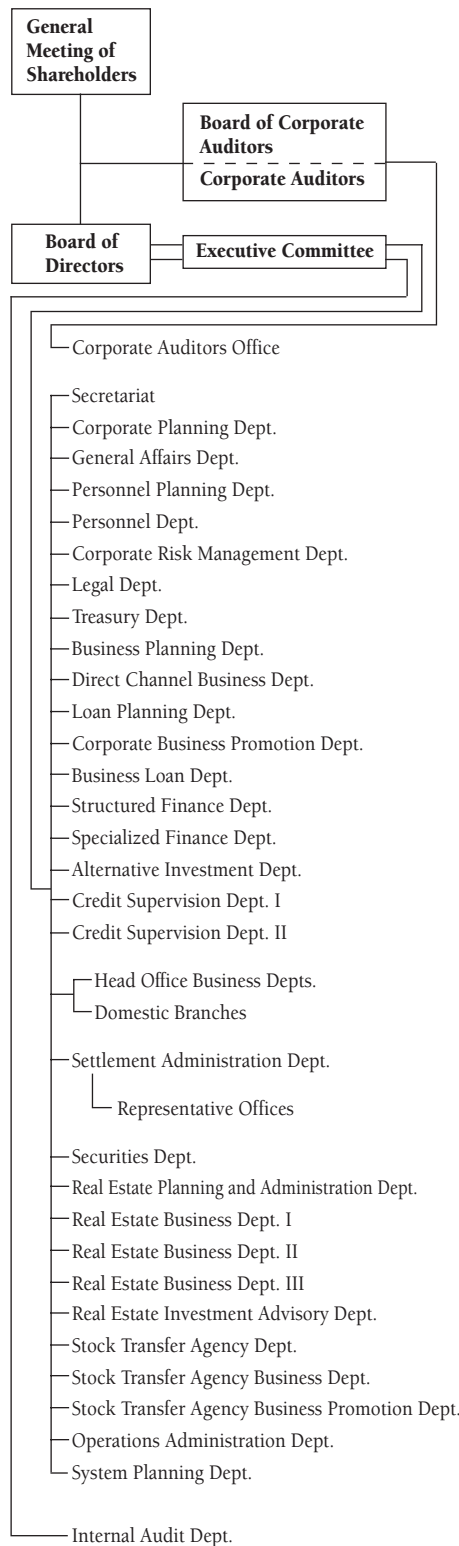 General
Meeting of
Shareholders
Board of Corporate
Auditors
Corporate Auditors
Board of
Directors
Executive Committee
Corporate Auditors Office
Secretariat
Corporate Planning Dept.
General Affairs Dept.
Personnel Planning Dept.
Personnel Dept.
Corporate Risk Management Dept.
Legal Dept.
Treasury Dept.
Business Planning Dept.
Direct Channel Business Dept.
Loan Planning Dept.
Corporate Business Promotion Dept.
Business Loan Dept.
Structured Finance Dept.
Specialized Finance Dept.
Alternative Investment Dept.
Credit Supervision Dept. I
Credit Supervision Dept. II
Head Office Business Depts.
Domestic Branches
Settlement Administration Dept.
Representative Offices
Securities Dept.
Real Estate Planning and Administration Dept.
Real Estate Business Dept. I
Real Estate Business Dept. II
Real Estate Business Dept. III
Real Estate Investment Advisory Dept.
Stock Transfer Agency Dept.
Stock Transfer Agency Business Dept.
Stock Transfer Agency Business Promotion Dept.
Operations Administration Dept.
System Planning Dept.
Internal Audit Dept.